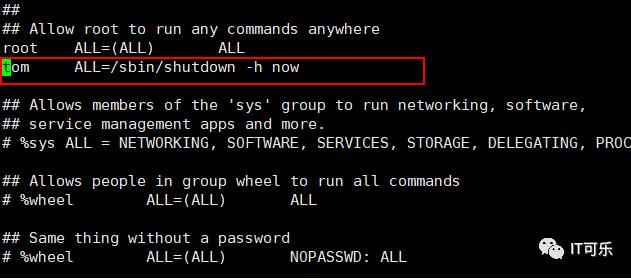 ##
## Allow root to run any commands anywhere
root    ALL=(ALL)       ALL
tom     ALL=/sbin/shutdown -h now

## Allows members of the 'sys' group to run networking, software,
## service management apps and more.
# %sys ALL = NETWORKING, SOFTWARE, SERVICES, STORAGE, DELEGATING, PROC

## Allows people in group wheel to run all commands
# %wheel        ALL=(ALL)       ALL

## Same thing without a password
# %wheel        ALL=(ALL)       NOPASSWD: ALL
IT可乐